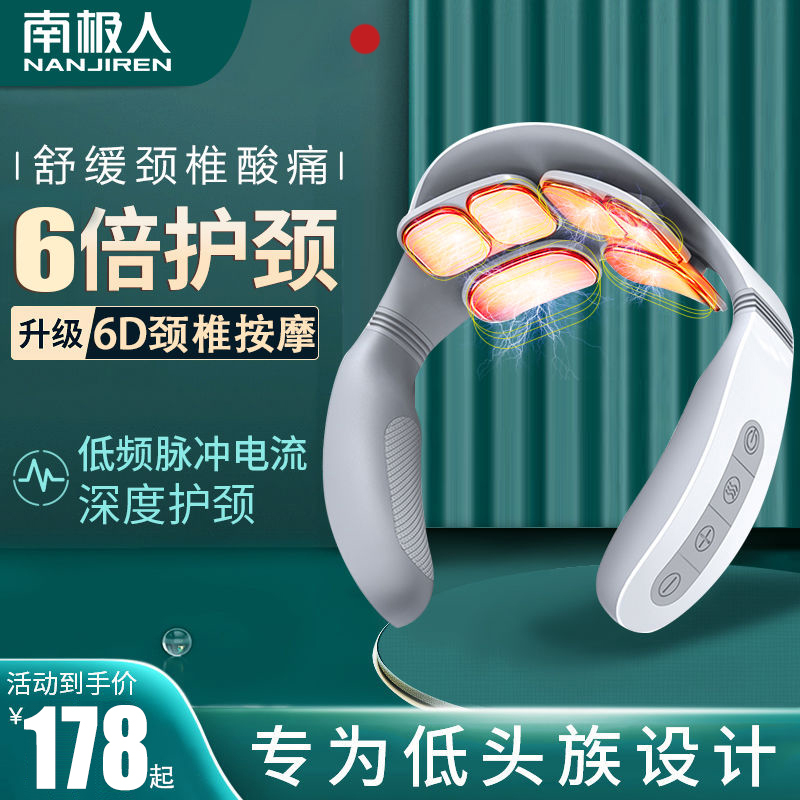 南极人
NANJIREN
舒缓颈椎酸痛
6倍护颈
升级 6D颈椎按摩
低频脉冲电流
深度护颈
活动到手价
¥178起
专为低头族设计